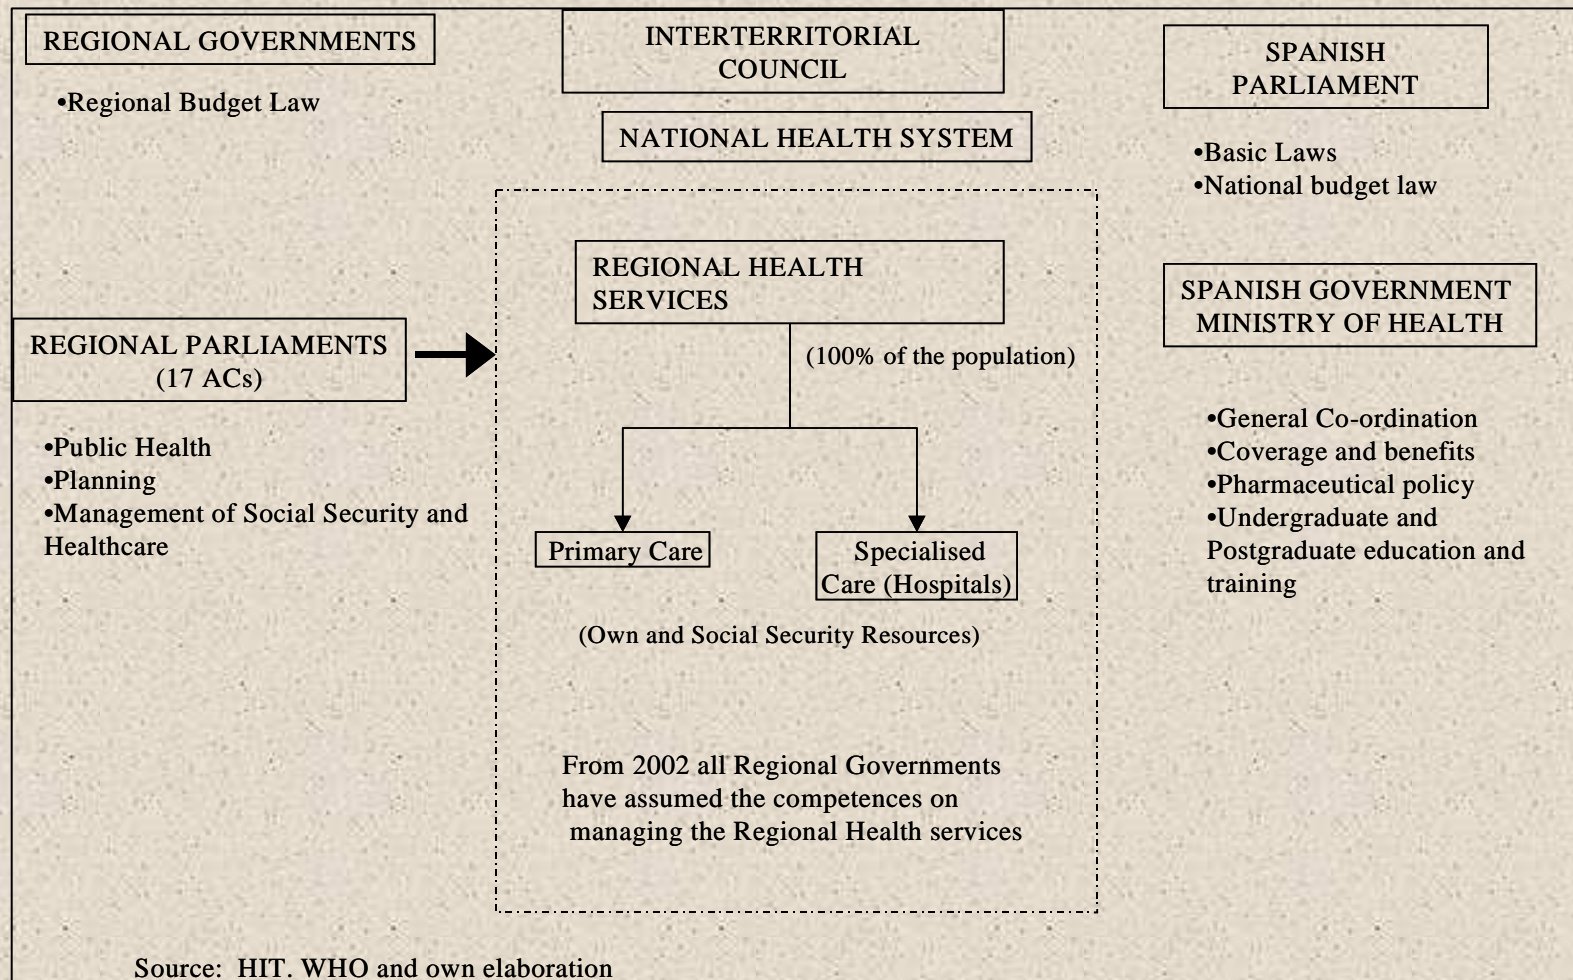 REGIONAL GOVERNMENTS
•Regional Budget Law
REGIONAL PARLIAMENTS
(17 ACs)
•Public Health
•Planning
•Management of Social Security and
Healthcare
INTERTERRITORIAL
COUNCIL
NATIONAL HEALTH SYSTEM
REGIONAL HEALTH
SERVICES
(100% of the population)
Primary Care
Specialised
Care (Hospitals)
(Own and Social Security Resources)
From 2002 all Regional Governments
have assumed the competences on
managing the Regional Health services
SPANISH
PARLIAMENT
•Basic Laws
•National budget law
SPANISH GOVERNMENT
MINISTRY OF HEALTH
•General Co-ordination
•Coverage and benefits
•Pharmaceutical policy
•Undergraduate and
Postgraduate education and
training
Source: HIT. WHO and own elaboration